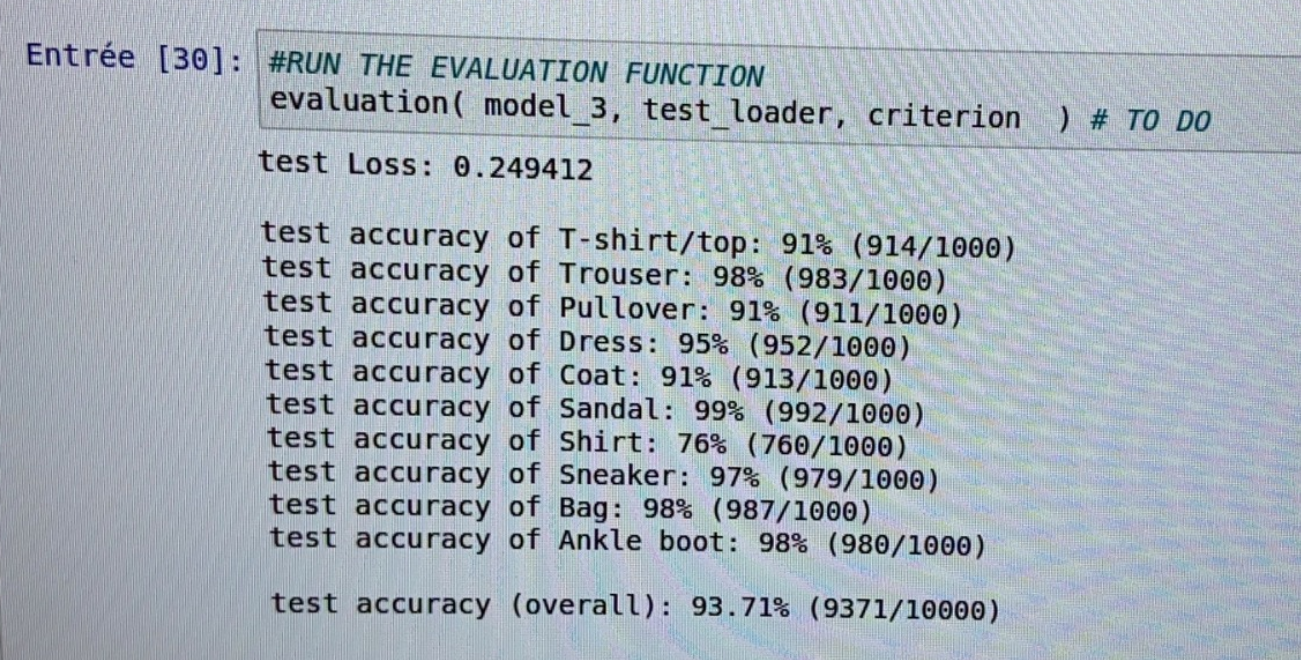 Entrée [30]: #RUN THE EVALUATION FUNCTION
evaluation( model_3, test_loader, criterion  ) # TO DO
test Loss: 0.249412
test accuracy of T-shirt/top: 91% (914/1000)
test accuracy of Trouser: 98% (983/1000)
test accuracy of Pullover: 91% (911/1000)
test accuracy of Dress: 95% (952/1000)
test accuracy of Coat: 91% (913/1000)
test accuracy of Sandal: 99% (992/1000)
test accuracy of Shirt: 76% (760/1000)
test accuracy of Sneaker: 97% (979/1000)
test accuracy of Bag: 98% (987/1000)
test accuracy of Ankle boot: 98% (980/1000)
test accuracy (overall): 93.71% (9371/10000)